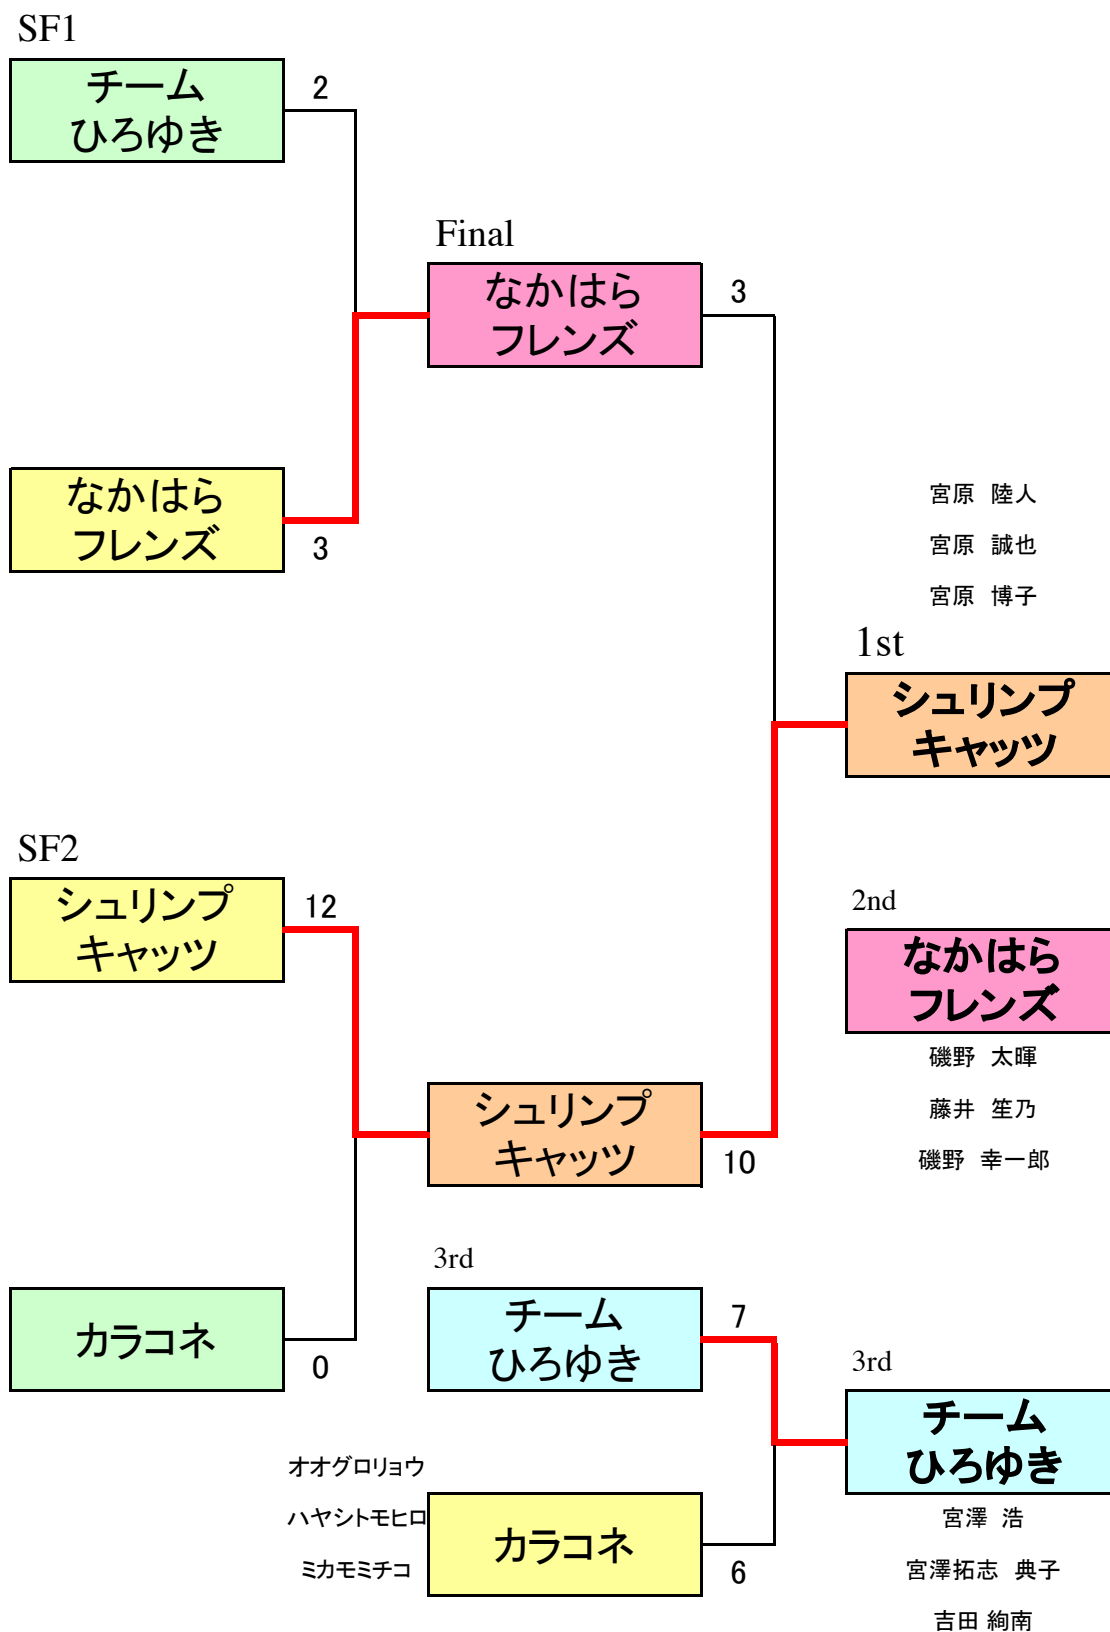 SF1
チーム
ひろゆき
2
Final
なかはら
フレンズ
3
なかはら
フレンズ
3
宮原 陸人
宮原 誠也
宮原 博子
1st
シュリンプ
キャッツ
SF2
シュリンプ
キャッツ
12
2nd
なかはら
フレンズ
磯野 太暉
藤井 笙乃
磯野 幸一郎
シュリンプ
キャッツ
10
3rd
チーム
ひろゆき
7
カラコネ
0
3rd
チーム
ひろゆき
宮澤 浩
宮澤拓志 典子
吉田 絢南
オオグロリョウ
ハヤシトモヒロ
ミカモミチコ
カラコネ
6